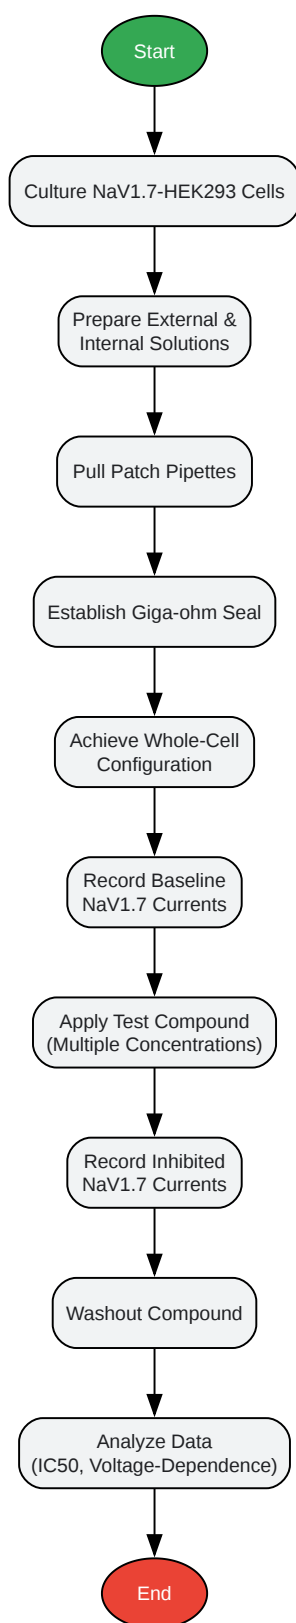 Start
Culture NaV1.7-HEK293 Cells
Prepare External &
Internal Solutions
Pull Patch Pipettes
Establish Giga-ohm Seal
Achieve Whole-Cell
Configuration
Record Baseline
NaV1.7 Currents
Apply Test Compound
(Multiple Concentrations)
Record Inhibited
NaV1.7 Currents
Washout Compound
Analyze Data
(IC50, Voltage-Dependence)
End